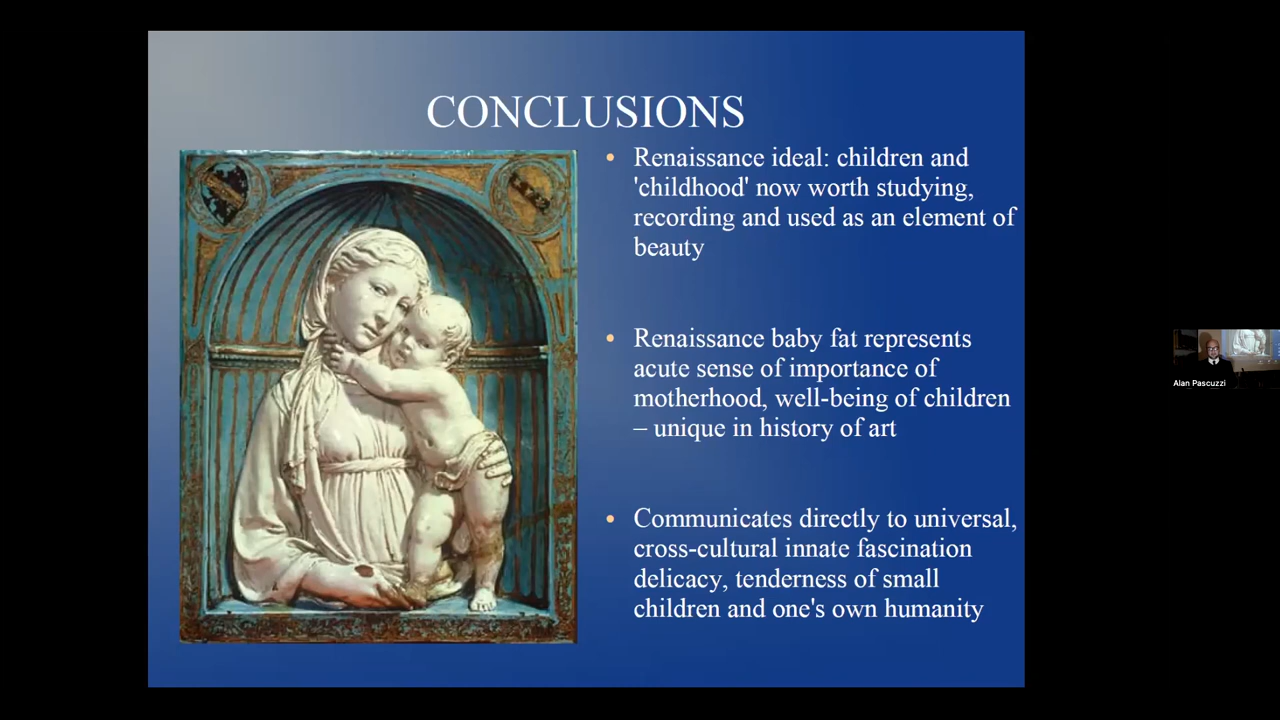 CONCLUSIONS
• Renaissance ideal: children and
'childhood' now worth studying,
recording and used as an element of
beauty
• Renaissance baby fat represents
acute sense of importance of
motherhood, well-being of children
– unique in history of art
• Communicates directly to universal,
cross-cultural innate fascination
delicacy, tenderness of small
children and one's own humanity
Alan Pascuzzi